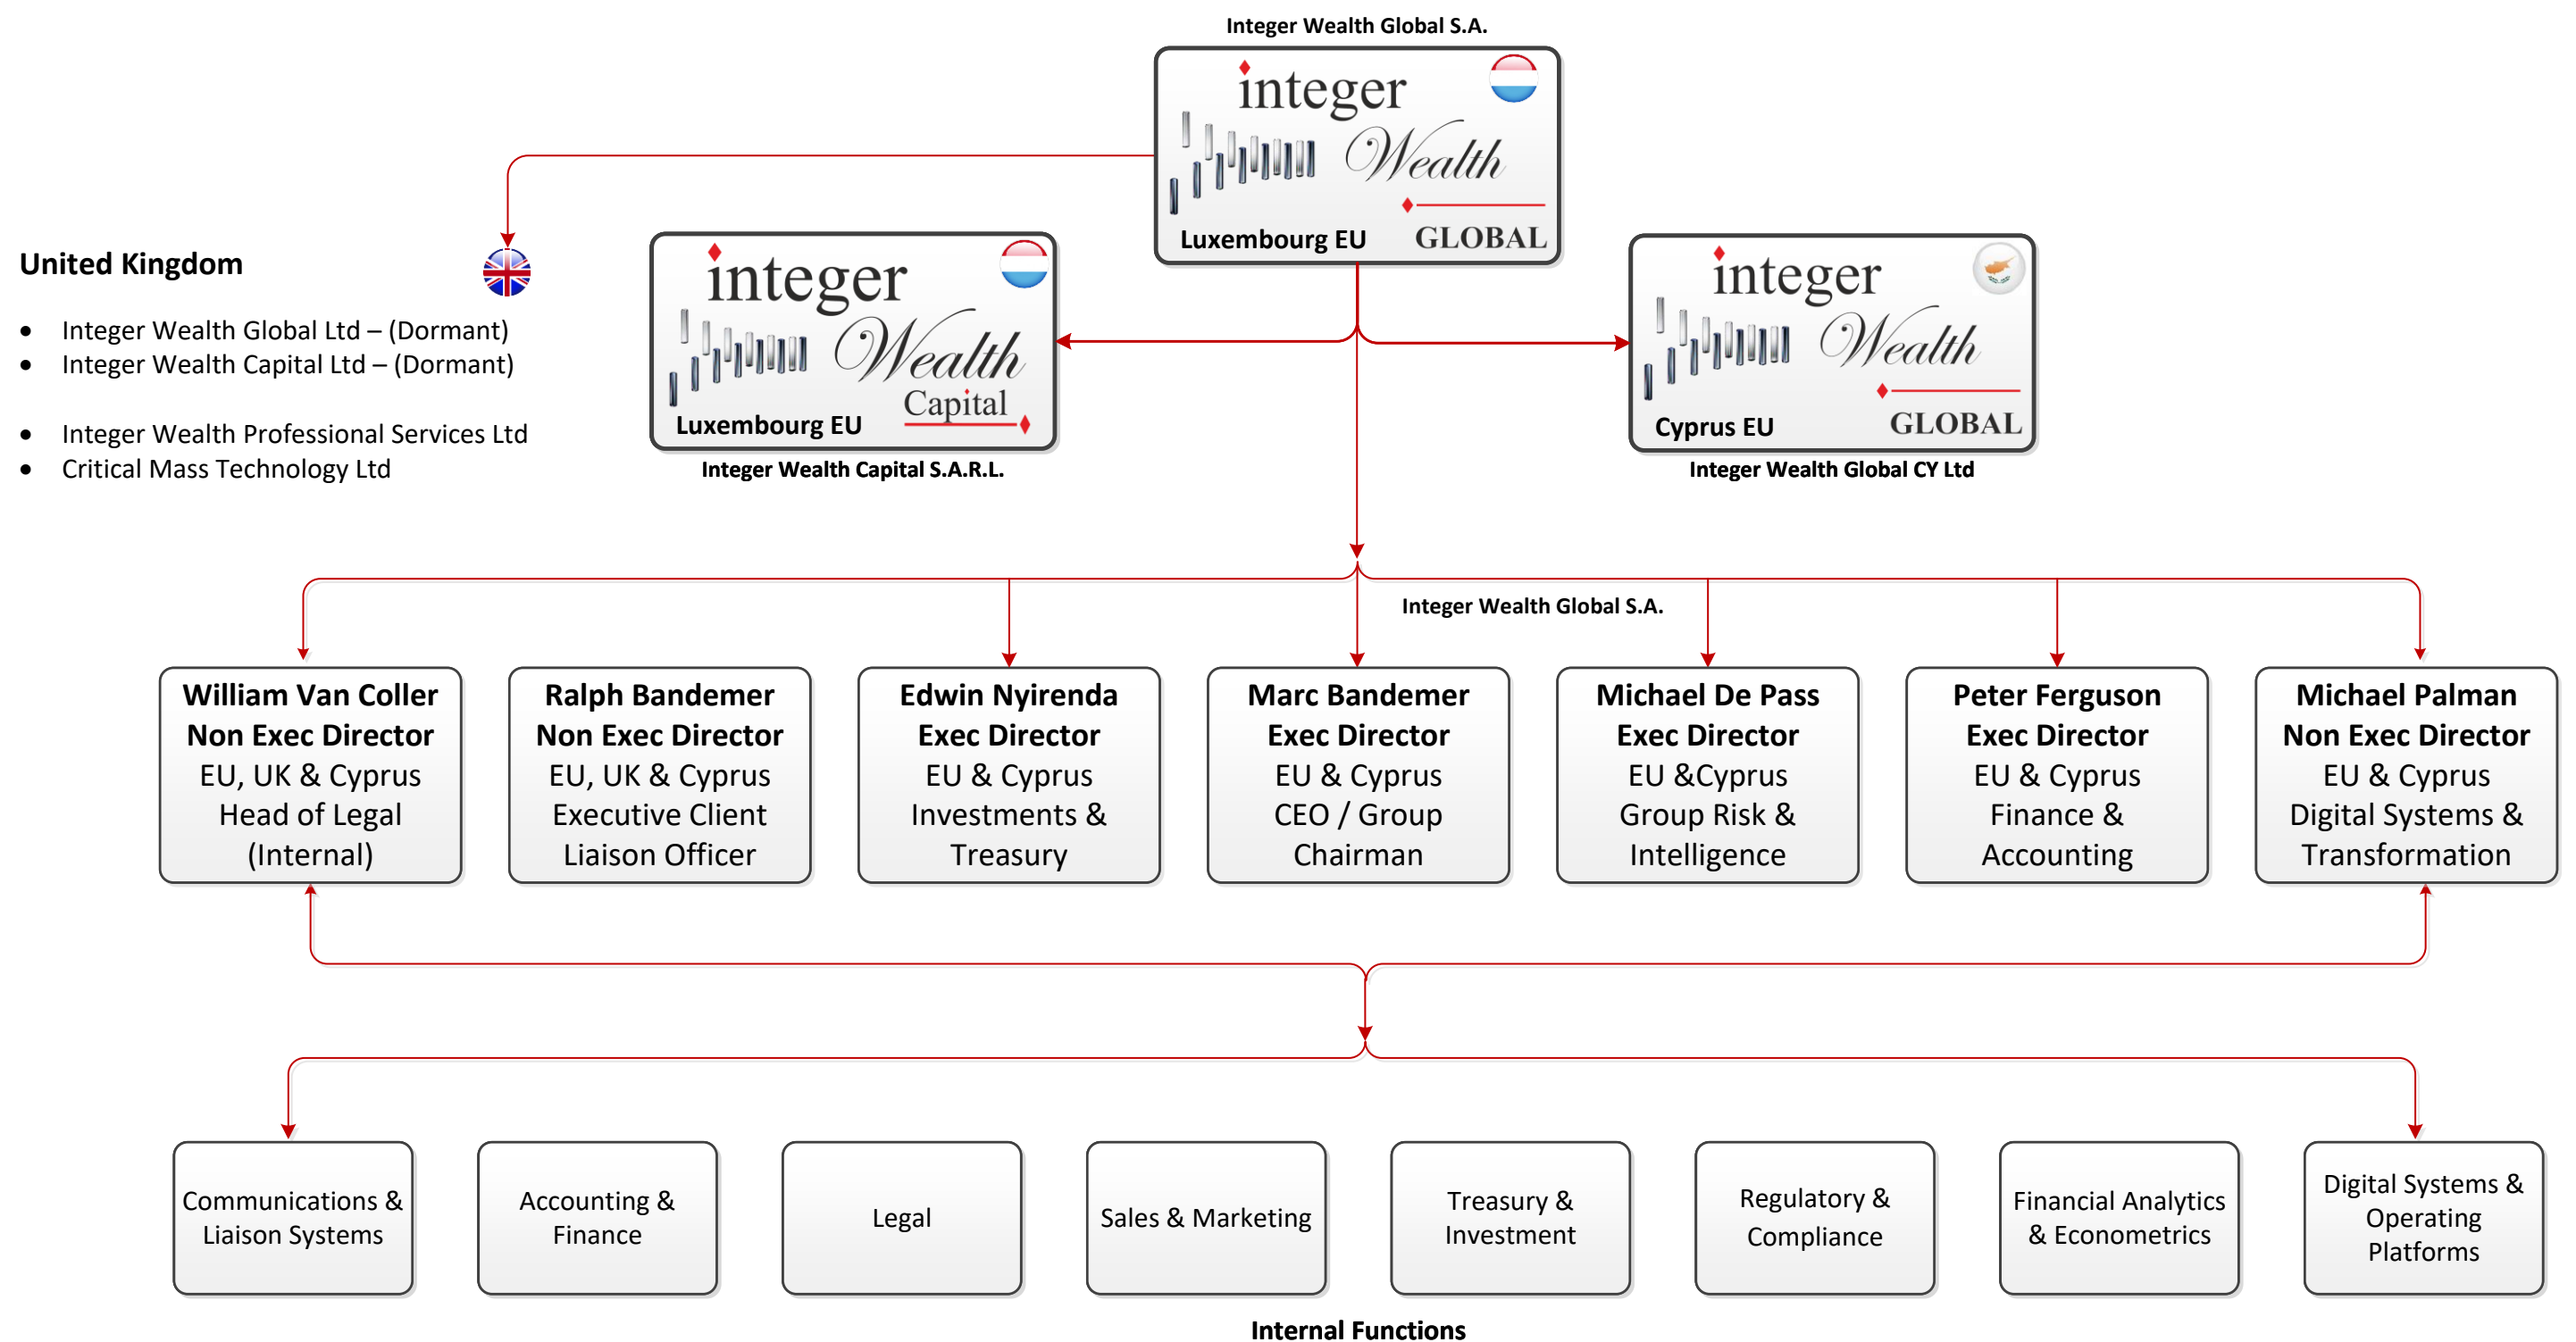 Integer Wealth Global S.A.
integer
Wealth
Luxembourg EU
GLOBAL
United Kingdom
• Integer Wealth Global Ltd – (Dormant)
• Integer Wealth Capital Ltd – (Dormant)
• Integer Wealth Professional Services Ltd
• Critical Mass Technology Ltd
integer
Wealth
Capital
Luxembourg EU
Integer Wealth Capital S.A.R.L.
integer
Wealth
Cyprus EU
GLOBAL
Integer Wealth Global CY Ltd
Integer Wealth Global S.A.
William Van Coller
Non Exec Director
EU, UK & Cyprus
Head of Legal
(Internal)
Ralph Bandemer
Non Exec Director
EU, UK & Cyprus
Executive Client
Liaison Officer
Edwin Nyirenda
Exec Director
EU & Cyprus
Investments &
Treasury
Marc Bandemer
Exec Director
EU & Cyprus
CEO / Group
Chairman
Michael De Pass
Exec Director
EU &Cyprus
Group Risk &
Intelligence
Peter Ferguson
Exec Director
EU & Cyprus
Finance &
Accounting
Michael Palman
Non Exec Director
EU & Cyprus
Digital Systems &
Transformation
Communications &
Liaison Systems
Accounting &
Finance
Legal
Sales & Marketing
Treasury &
Investment
Regulatory &
Compliance
Financial Analytics
& Econometrics
Digital Systems &
Operating
Platforms
Internal Functions